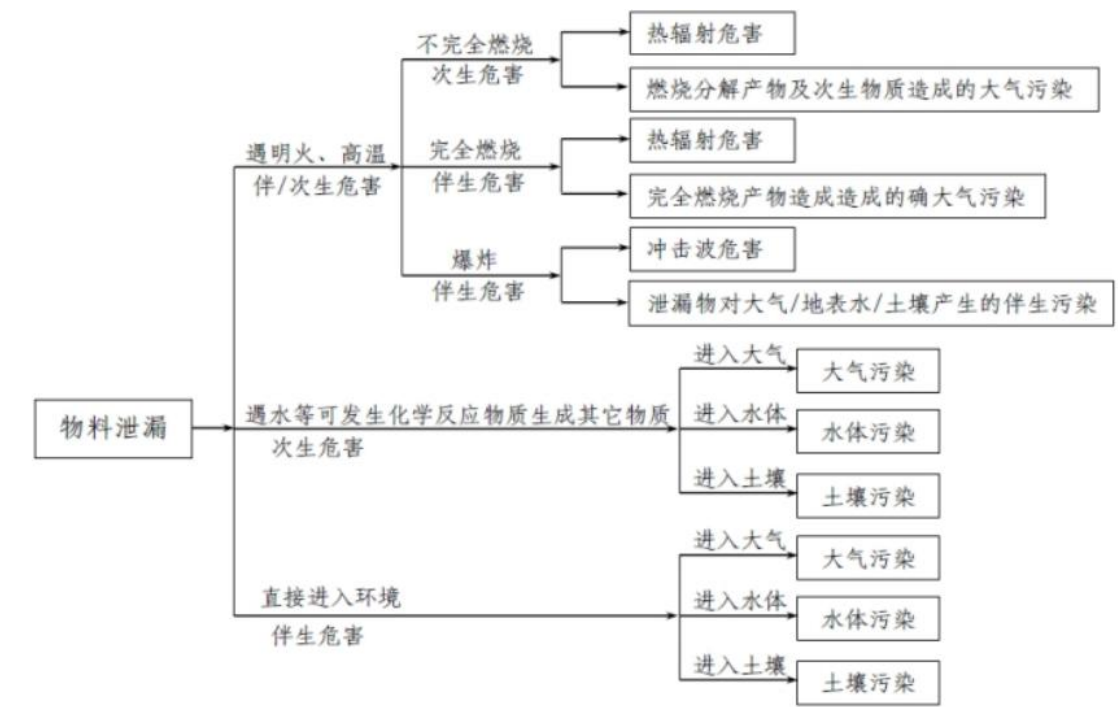 不完全燃烧
次生危害
热辐射危害
燃烧分解产物及次生物质造成的大气污染
遇明火、高温
伴/次生危害
完全燃烧
伴生危害
热辐射危害
完全燃烧产物造成造成的确大气污染
爆炸
伴生危害
冲击波危害
泄漏物对大气/地表水/土壤产生的伴生污染
物料泄漏
遇水等可发生化学反应物质生成其它物质
次生危害
进入大气
大气污染
进入水体
水体污染
进入土壤
土壤污染
直接进入环境
伴生危害
进入大气
大气污染
进入水体
水体污染
进入土壤
土壤污染